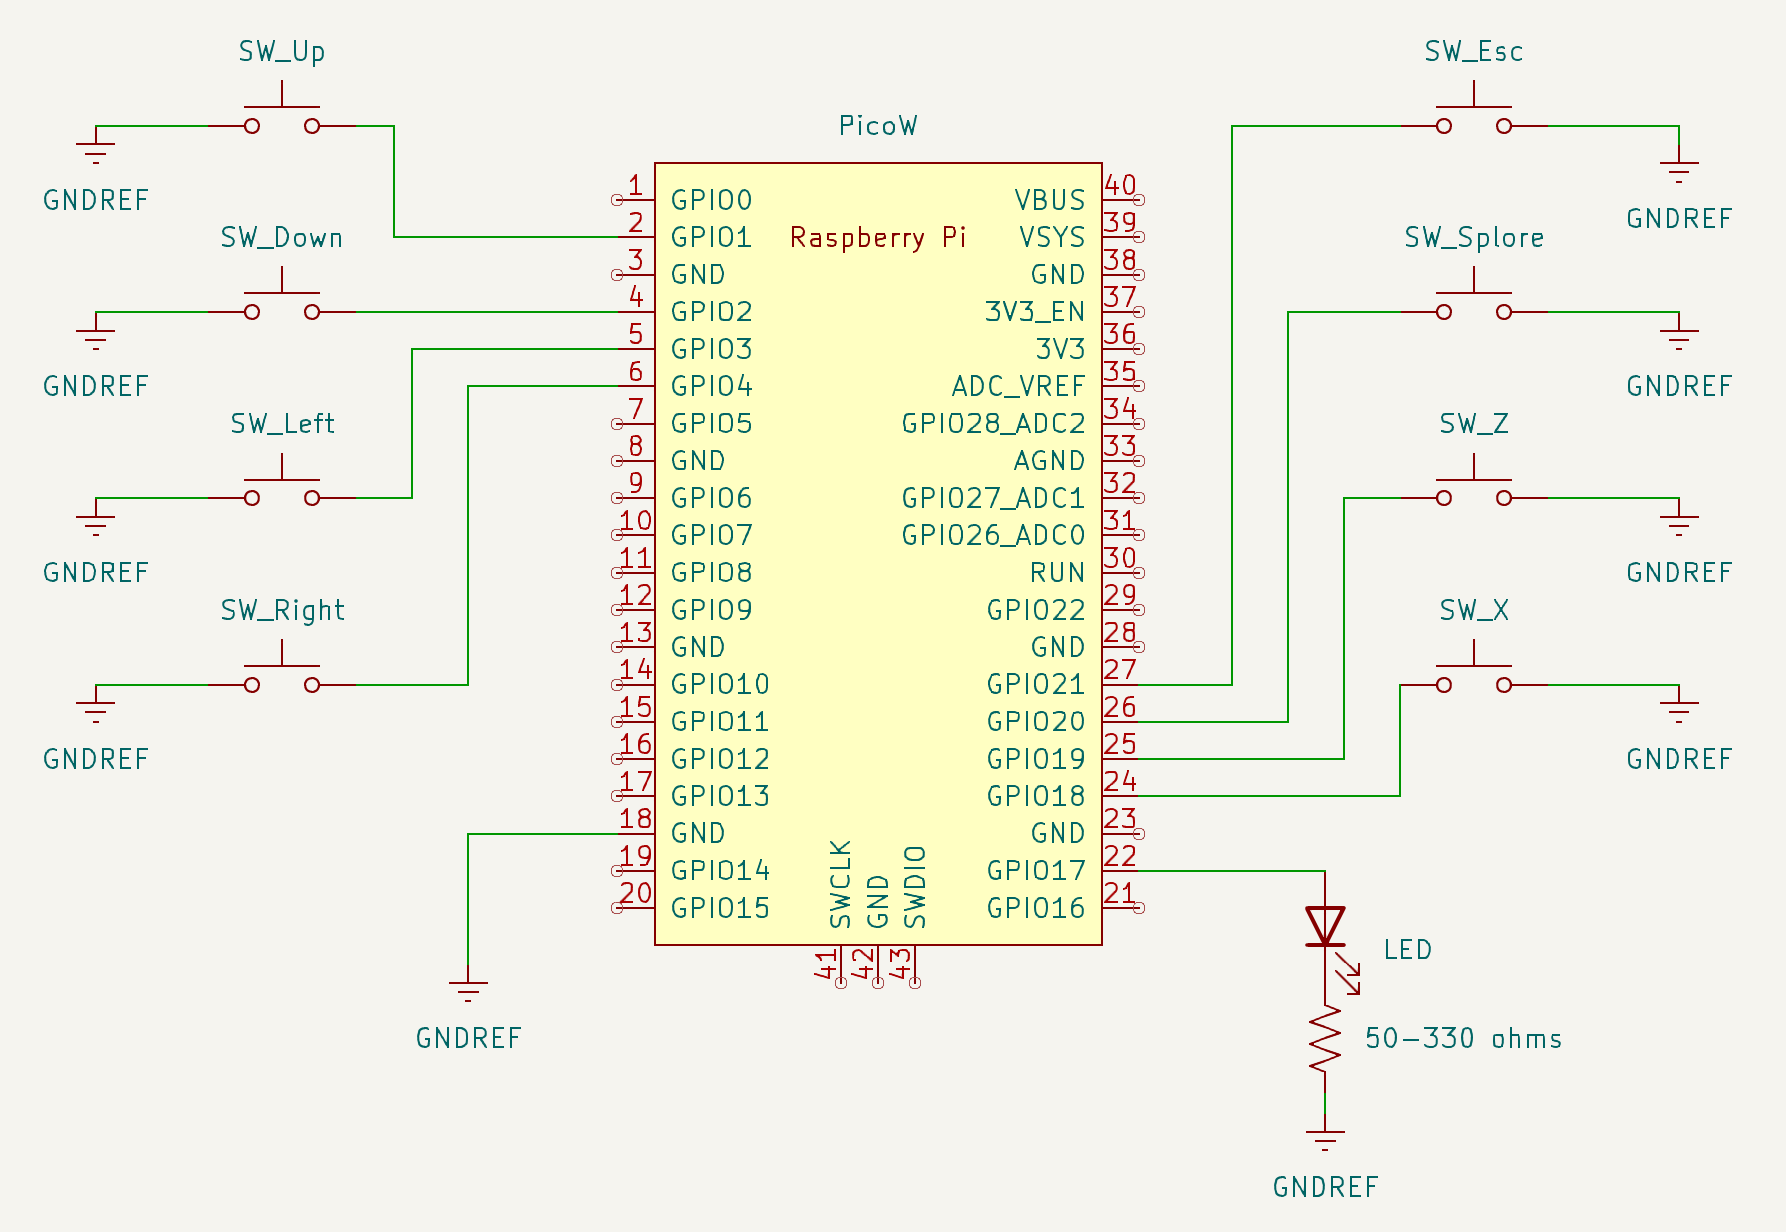 SW_Up
GNDREF
SW_Down
GNDREF
SW_Left
GNDREF
SW_Right
GNDREF
PicoW
Raspberry Pi
1 GPIO0
2 GPIO1
3 GND
4 GPIO2
5 GPIO3
6 GPIO4
7 GPIO5
8 GND
9 GPIO6
10 GPIO7
11 GPIO8
12 GPIO9
13 GND
14 GPIO10
15 GPIO11
16 GPIO12
17 GPIO13
18 GND
19 GPIO14
20 GPIO15
GNDREF
VBUS 40
VSYS 39
GND 38
3V3_EN 37
3V3 36
ADC_VREF 35
GPIO28_ADC2 34
AGND 33
GPIO27_ADC1 32
GPIO26_ADC0 31
RUN 30
GPIO22 29
GND 28
GPIO21 27
GPIO20 26
GPIO19 25
GPIO18 24
GND 23
GPIO17 22
GPIO16 21
SWCLK 41
GND 42
SWDIO 43
SW_Esc
GNDREF
SW_Splore
GNDREF
SW_Z
GNDREF
SW_X
GNDREF
LED
50-330 ohms
GNDREF